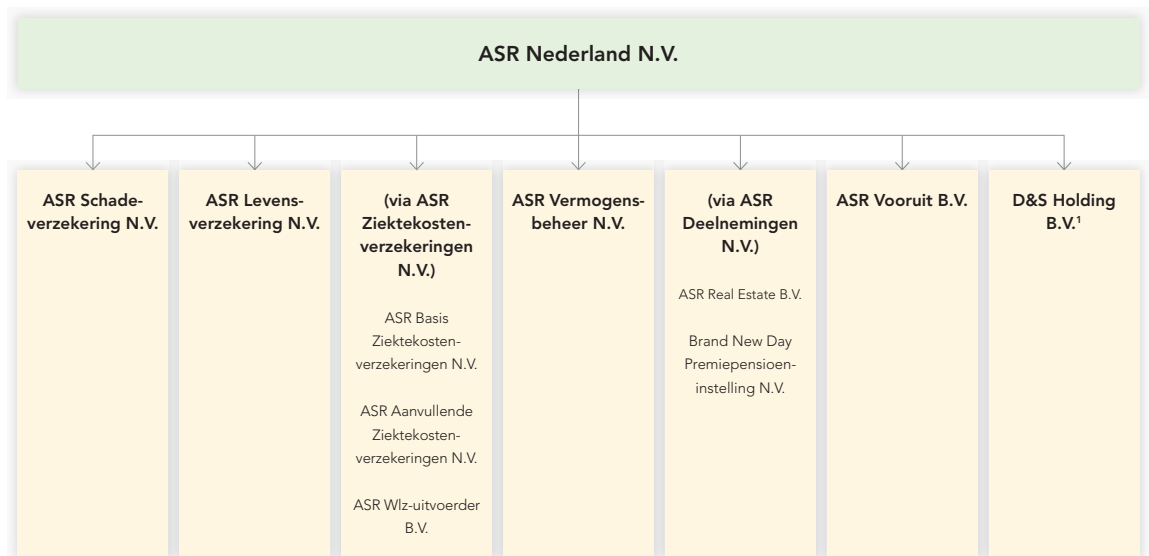 ASR Nederland N.V.
ASR Schade-
verzekering N.V.
ASR Levens-
verzekering N.V.
(via ASR
Ziektekosten-
verzekeringen
N.V.)
ASR Basis
Ziektekosten-
verzekeringen N.V.
ASR Aanvullende
Ziektekosten-
verzekeringen N.V.
ASR Wlz-uitvoerder
B.V.
ASR Vermogens-
beheer N.V.
(via ASR
Deelnemingen
N.V.)
ASR Real Estate B.V.
Brand New Day
Premiepensioen-
instelling N.V.
ASR Vooruit B.V.
D&S Holding
B.V.¹